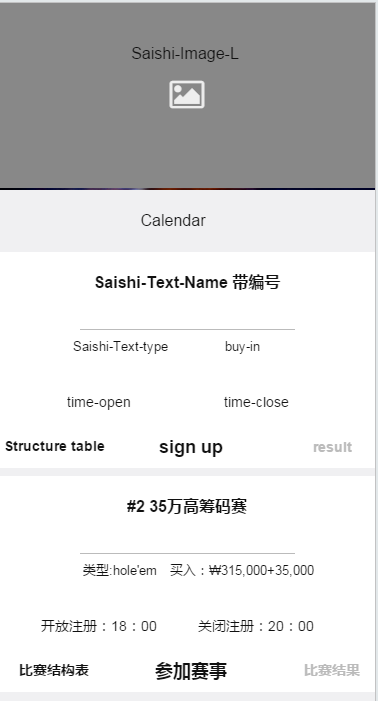 Saishi-Image-L
Calendar
Saishi-Text-Name 带编号
Saishi-Text-type buy-in
time-open time-close
Structure table sign up result
#2 35万高筹码赛
类型:hole'em 买入：₩315,000+35,000
开放注册：18：00 关闭注册：20：00
比赛结构表 参加赛事 比赛结果